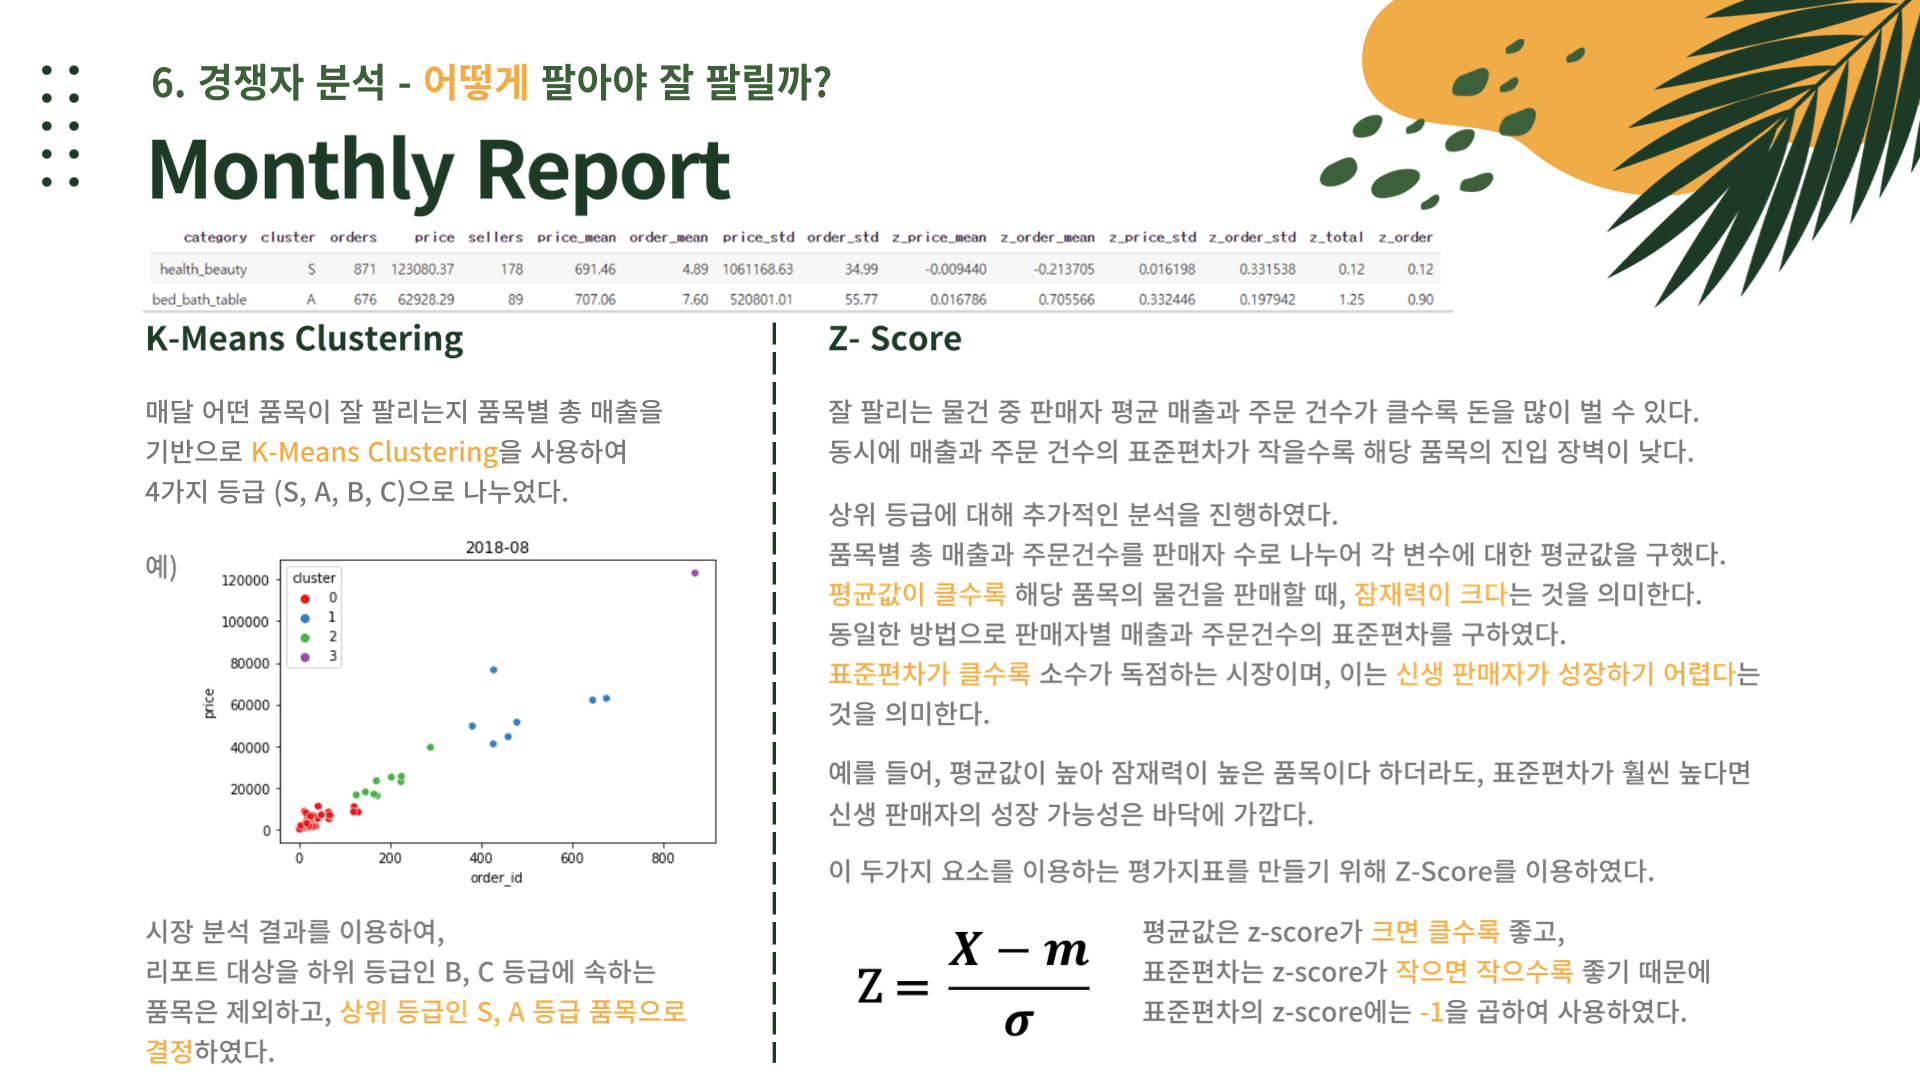 6. 경쟁자 분석 - 어떻게 팔아야 잘 팔릴까?
Monthly Report
category cluster orders price sellers price_mean order_mean price_std order_std z_price_mean z_order_mean z_price_std z_order_std z_total z_order
health_beauty S 871 123080.37 178 691.46 4.89 1061168.63 34.99 -0.009440 -0.213705 0.016198 0.331538 0.12 0.12
bed_bath_table A 676 62928.29 89 707.06 7.60 520801.01 55.77 0.016786 0.705566 0.332446 0.197942 1.25 0.90
K-Means Clustering
매달 어떤 품목이 잘 팔리는지 품목별 총 매출을
기반으로 K-Means Clustering을 사용하여
4가지 등급 (S, A, B, C)으로 나누었다.
예)
2018-08
cluster
0
1
2
3
120000
100000
80000
60000
40000
20000
0
price
0 200 400 600 800
order_id
시장 분석 결과를 이용하여,
리포트 대상을 하위 등급인 B, C 등급에 속하는
품목은 제외하고, 상위 등급인 S, A 등급 품목으로
결정하였다.
Z- Score
잘 팔리는 물건 중 판매자 평균 매출과 주문 건수가 클수록 돈을 많이 벌 수 있다.
동시에 매출과 주문 건수의 표준편차가 작을수록 해당 품목의 진입 장벽이 낮다.
상위 등급에 대해 추가적인 분석을 진행하였다.
품목별 총 매출과 주문건수를 판매자 수로 나누어 각 변수에 대한 평균값을 구했다.
평균값이 클수록 해당 품목의 물건을 판매할 때, 잠재력이 크다는 것을 의미한다.
동일한 방법으로 판매자별 매출과 주문건수의 표준편차를 구하였다.
표준편차가 클수록 소수가 독점하는 시장이며, 이는 신생 판매자가 성장하기 어렵다는
것을 의미한다.
예를 들어, 평균값이 높아 잠재력이 높은 품목이다 하더라도, 표준편차가 훨씬 높다면
신생 판매자의 성장 가능성은 바닥에 가깝다.
이 두가지 요소를 이용하는 평가지표를 만들기 위해 Z-Score를 이용하였다.
X − m
Z =
σ
평균값은 z-score가 크면 클수록 좋고,
표준편차는 z-score가 작으면 작으수록 좋기 때문에
표준편차의 z-score에는 -1을 곱하여 사용하였다.